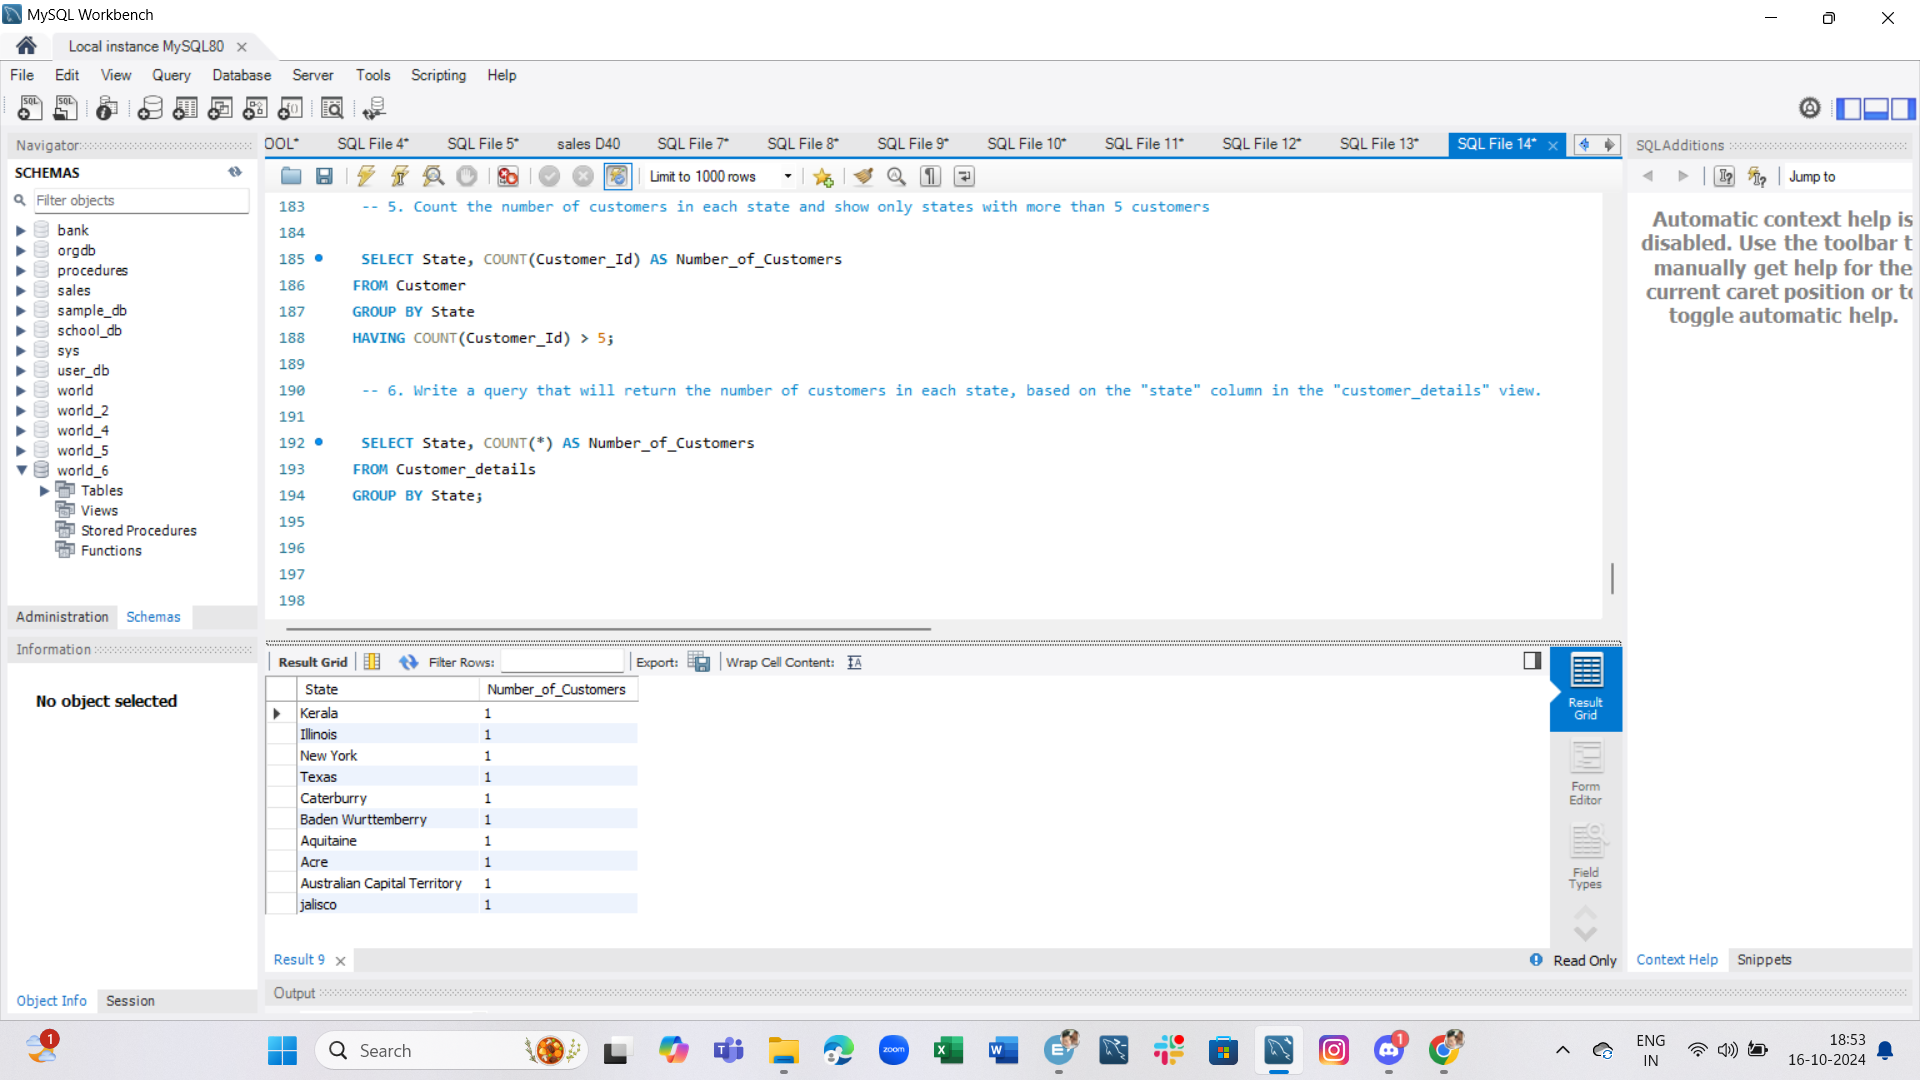 MySQL Workbench
Local instance MySQL80
File Edit View Query Database Server Tools Scripting Help
Navigator
OOL* SQL File 4* SQL File 5* sales D40 SQL File 7* SQL File 8* SQL File 9* SQL File 10* SQL File 11* SQL File 12* SQL File 13* SQL File 14*
SQLAdditions
SCHEMAS
Limit to 1000 rows
Jump to
Filter objects
bank
orgdb
procedures
sales
sample_db
school_db
sys
user_db
world
world_2
world_4
world_5
world_6
Tables
Views
Stored Procedures
Functions
Administration Schemas
Information
No object selected
Object Info Session
183 -- 5. Count the number of customers in each state and show only states with more than 5 customers
184
185 SELECT State, COUNT(Customer_Id) AS Number_of_Customers
186 FROM Customer
187 GROUP BY State
188 HAVING COUNT(Customer_Id) > 5;
189
190 -- 6. Write a query that will return the number of customers in each state, based on the "state" column in the "customer_details" view.
191
192 SELECT State, COUNT(*) AS Number_of_Customers
193 FROM Customer_details
194 GROUP BY State;
195
196
197
198
Result Grid Filter Rows: Export: Wrap Cell Content:
State Number_of_Customers
Kerala 1
Illinois 1
New York 1
Texas 1
Caterburry 1
Baden Wurttemberry 1
Aquitaine 1
Acre 1
Australian Capital Territory 1
jalisco 1
Result
Grid
Form
Editor
Field
Types
Result 9
Read Only
Output
Automatic context help is
disabled. Use the toolbar t
manually get help for the
current caret position or to
toggle automatic help.
Context Help Snippets
1
Search
zoom
1
ENG
IN
18:53
16-10-2024